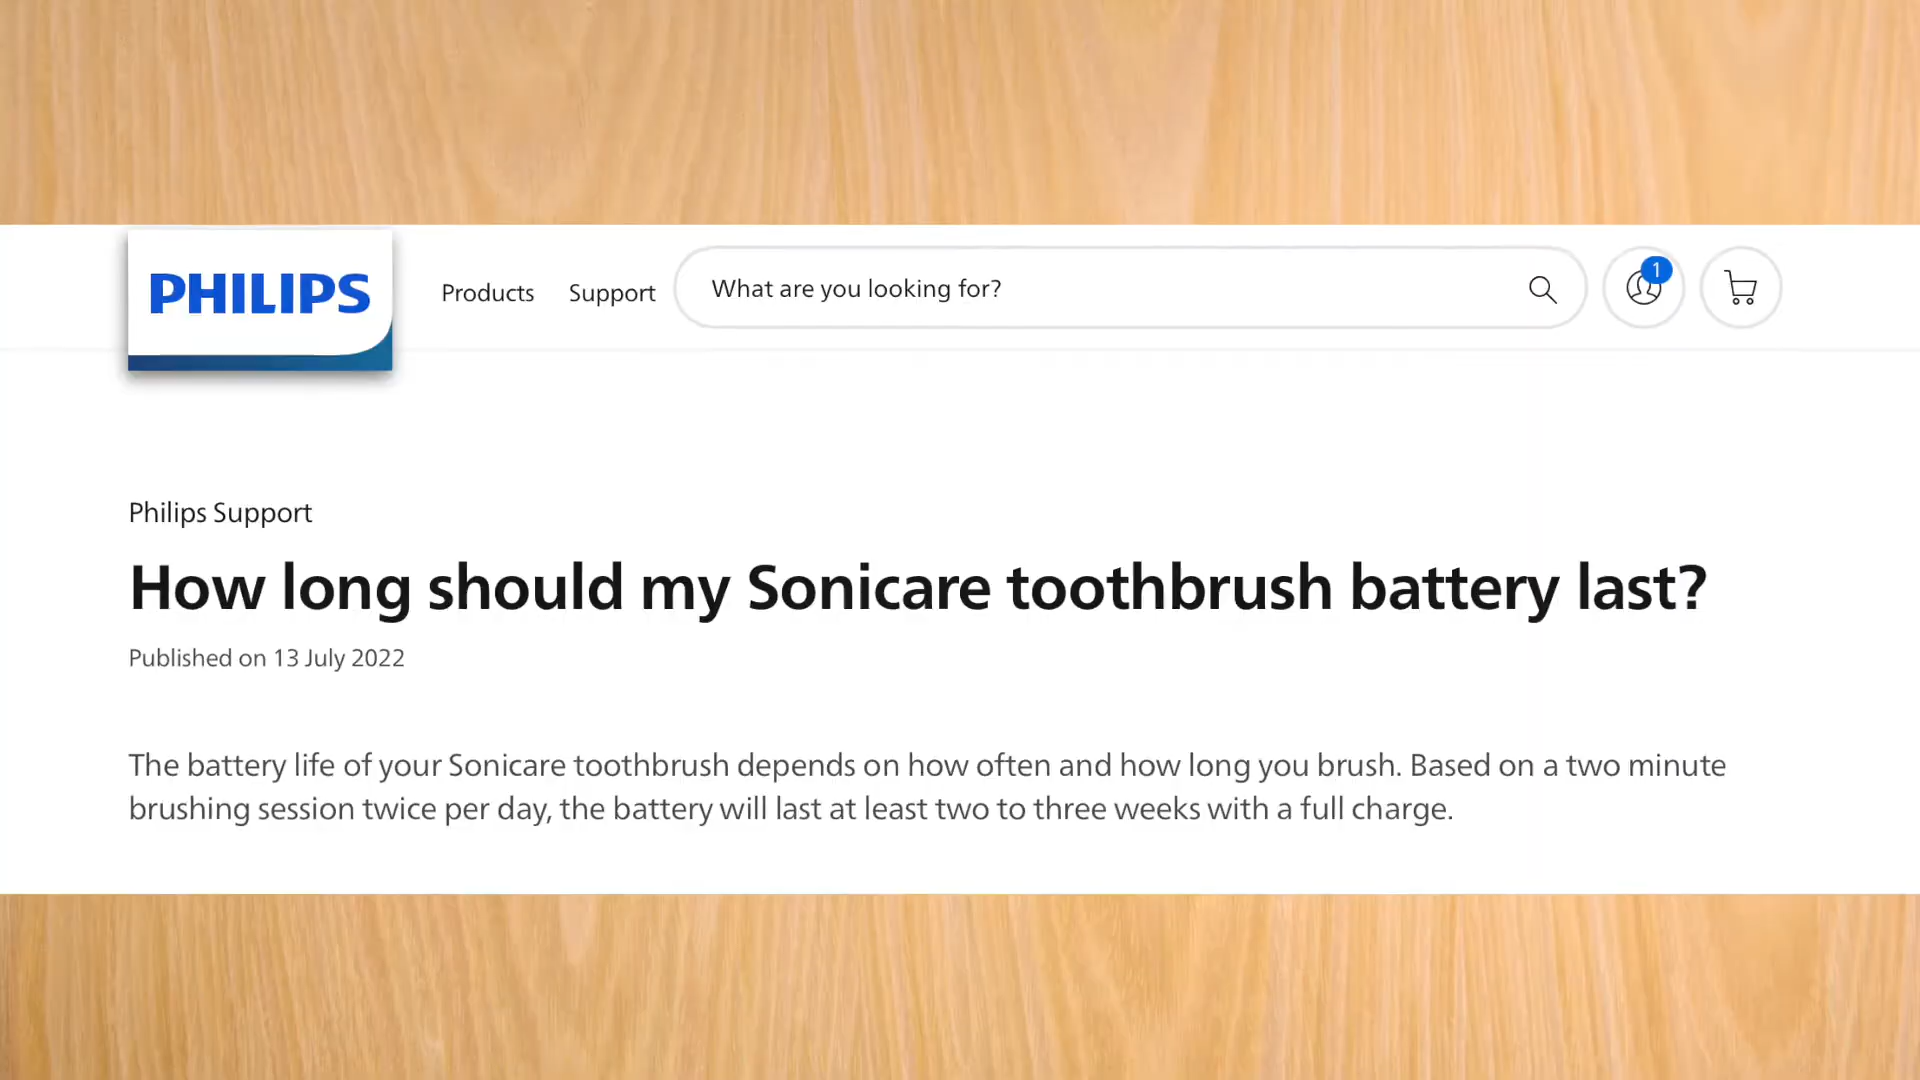 PHILIPS
Products Support What are you looking for? 1
Philips Support
How long should my Sonicare toothbrush battery last?
Published on 13 July 2022
The battery life of your Sonicare toothbrush depends on how often and how long you brush. Based on a two minute
brushing session twice per day, the battery will last at least two to three weeks with a full charge.